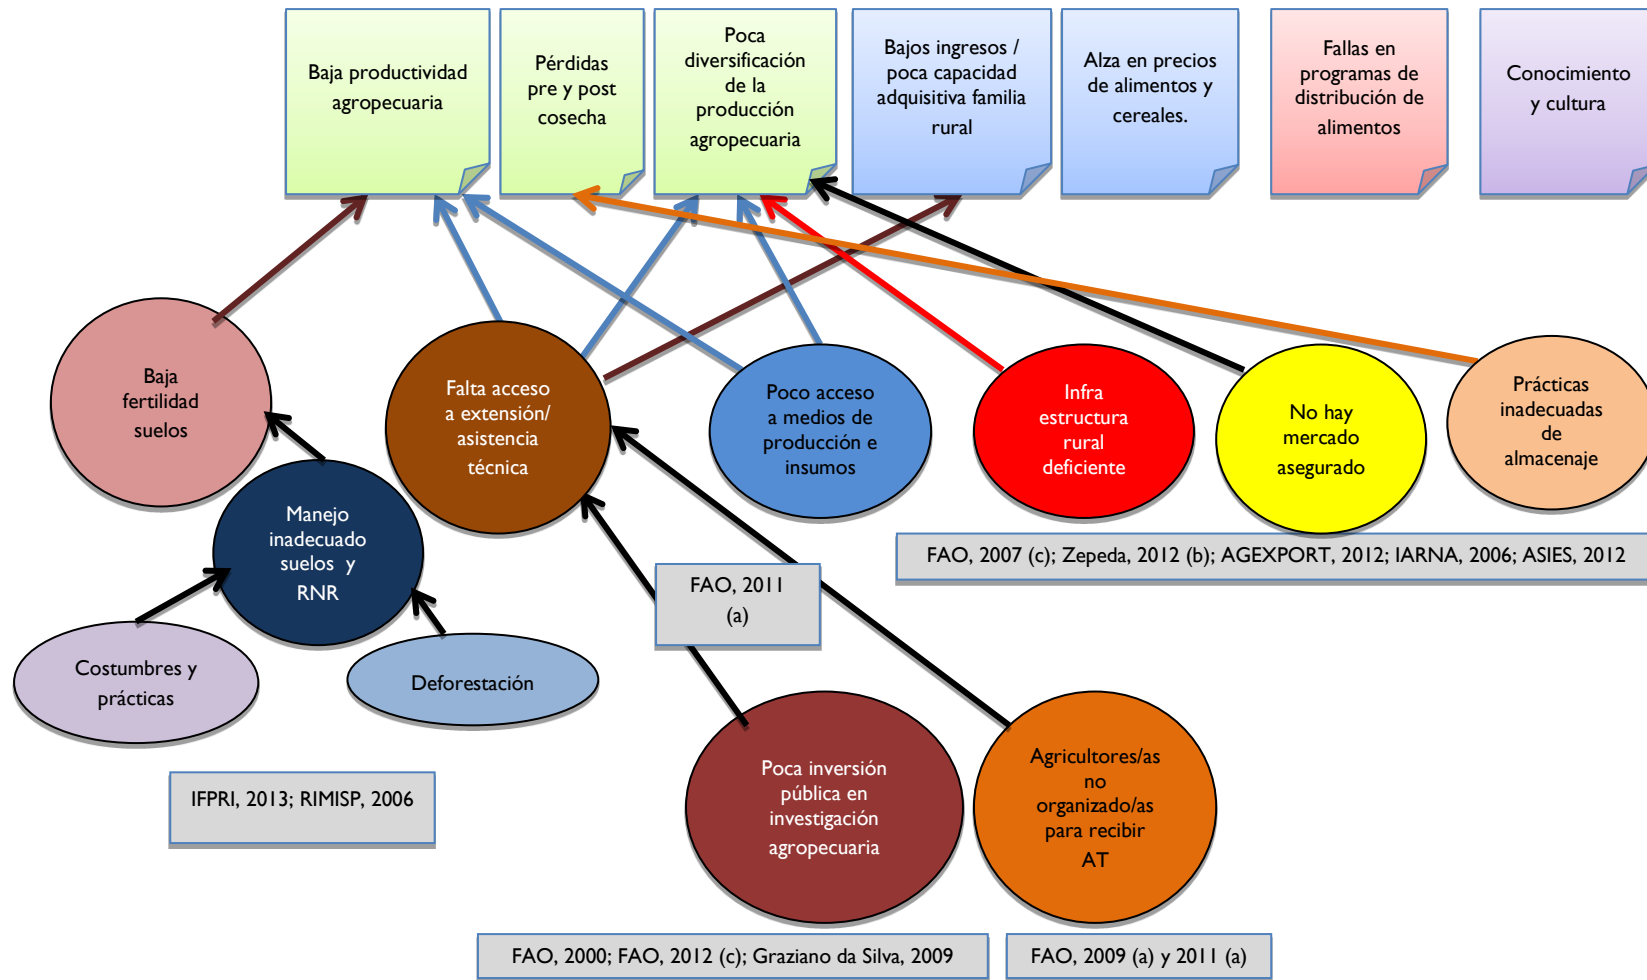 Baja productividad
agropecuaria
Pérdidas
pre y post
cosecha
Poca
diversificación
de la
producción
agropecuaria
Bajos ingresos /
poca capacidad
adquisitiva familia
rural
Alza en precios
de alimentos y
cereales.
Fallas en
programas de
distribución de
alimentos
Conocimiento
y cultura
Baja
fertilidad
suelos
Falta acceso
a extensión/
asistencia
técnica
Poco acceso
a medios de
producción e
insumos
Infra
estructura
rural
deficiente
No hay
mercado
asegurado
Prácticas
inadecuadas
de
almacenaje
Manejo
inadecuado
suelos y
RNR
FAO, 2007 (c); Zepeda, 2012 (b); AGEXPORT, 2012; IARNA, 2006; ASIES, 2012
FAO, 2011
(a)
Costumbres y
prácticas
Deforestación
IFPRI, 2013; RIMISP, 2006
Poca inversión
pública en
investigación
agropecuaria
Agricultores/as
no
organizado/as
para recibir
AT
FAO, 2000; FAO, 2012 (c); Graziano da Silva, 2009
FAO, 2009 (a) y 2011 (a)